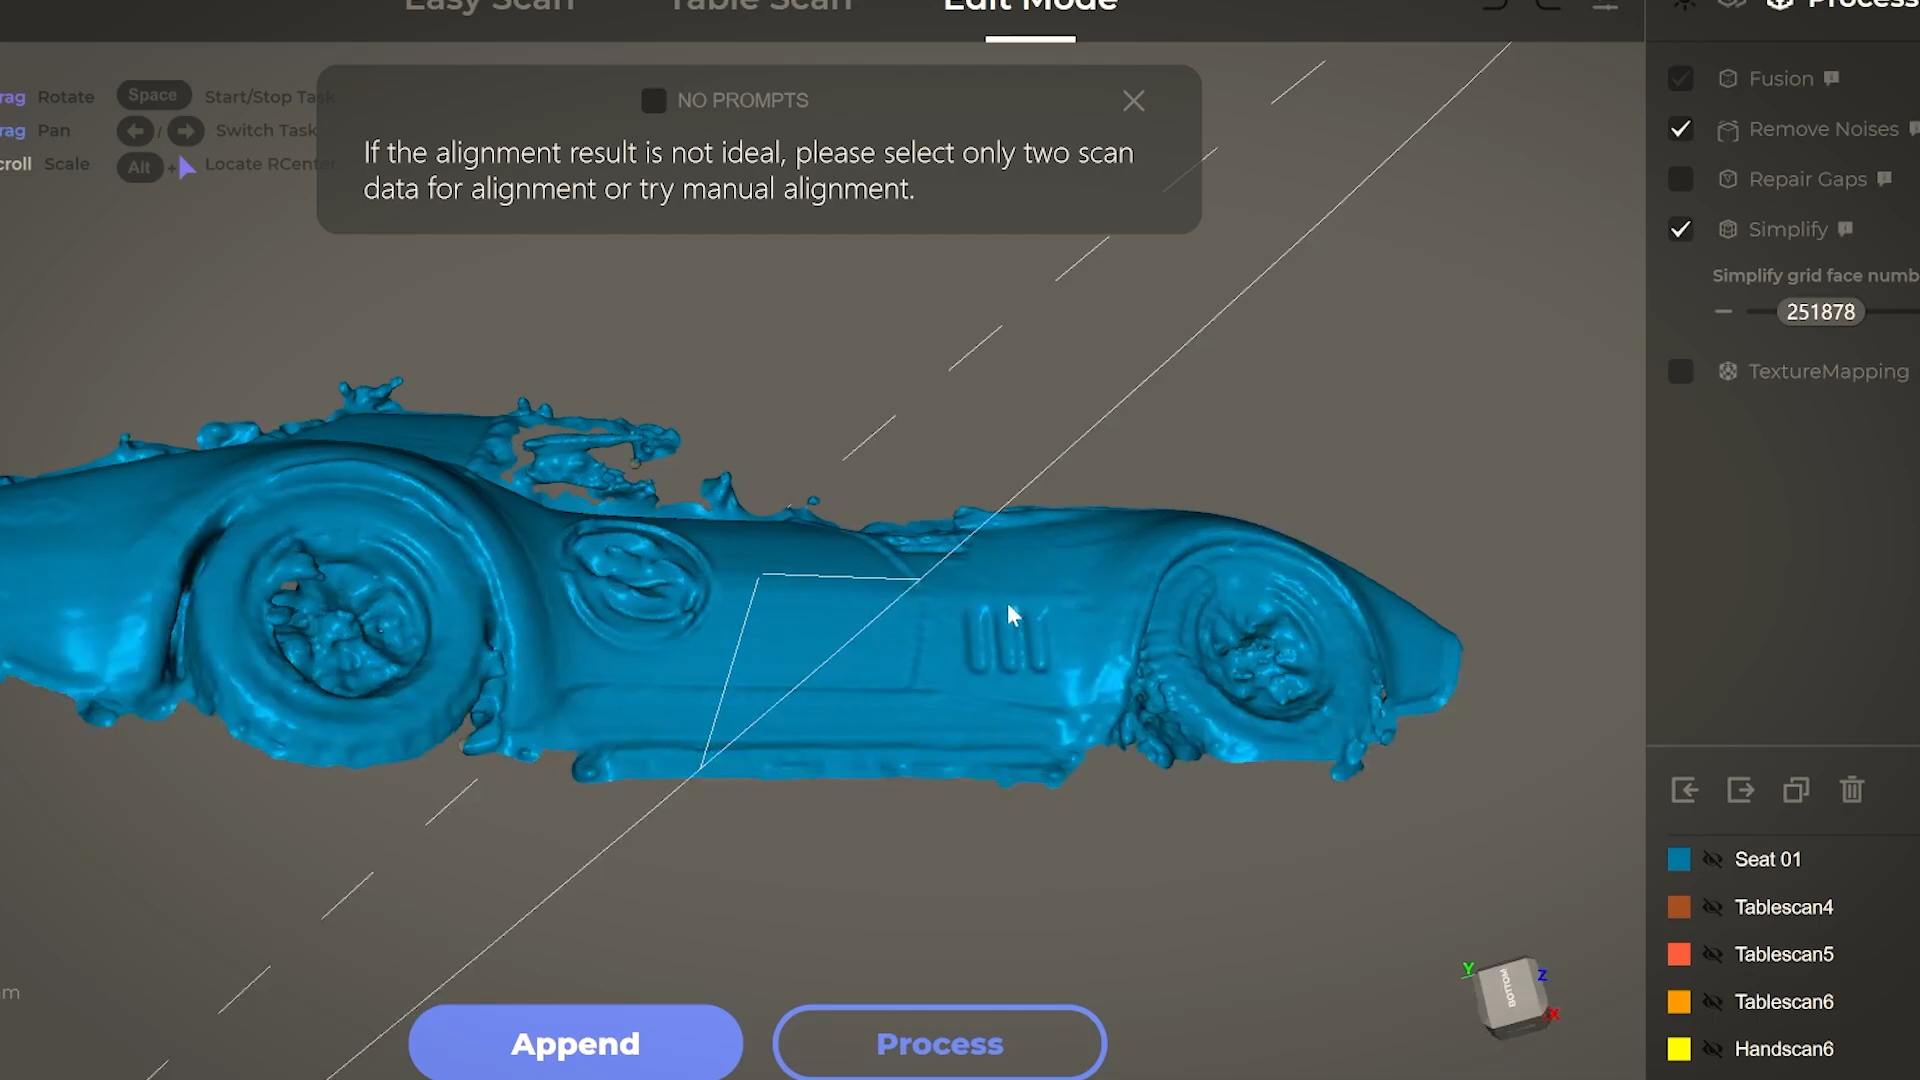 Easy Scan
Table Scan
Edit Mode
Process
rag Rotate Space Start/Stop Task
rag Pan / Switch Task
croll Scale Alt + Locate RCenter
NO PROMPTS
If the alignment result is not ideal, please select only two scan
data for alignment or try manual alignment.
Fusion
Remove Noises
Repair Gaps
Simplify
Simplify grid face numb
251878
TextureMapping
Seat 01
Tablescan4
Tablescan5
Tablescan6
Handscan6
m
Append
Process
Y
Z
X
BOTTOM